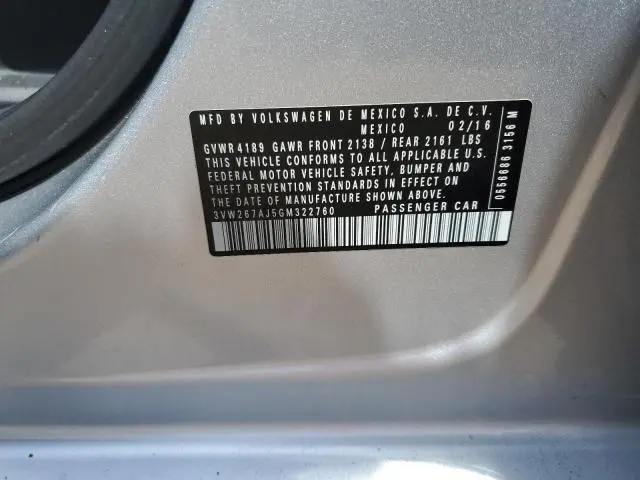 MFD BY VOLKSWAGEN DE MEXICO S.A. DE C.V.
MEXICO 02/16
GVWR 4189 GAWR FRONT 2138 / REAR 2161 LBS
THIS VEHICLE CONFORMS TO ALL APPLICABLE U.S.
FEDERAL MOTOR VEHICLE SAFETY, BUMPER AND
THEFT PREVENTION STANDARDS IN EFFECT ON
THE DATE OF MANUFACTURE SHOWN ABOVE.
3VW267AJ5GM322760 PASSENGER CAR
0556686 3156 M